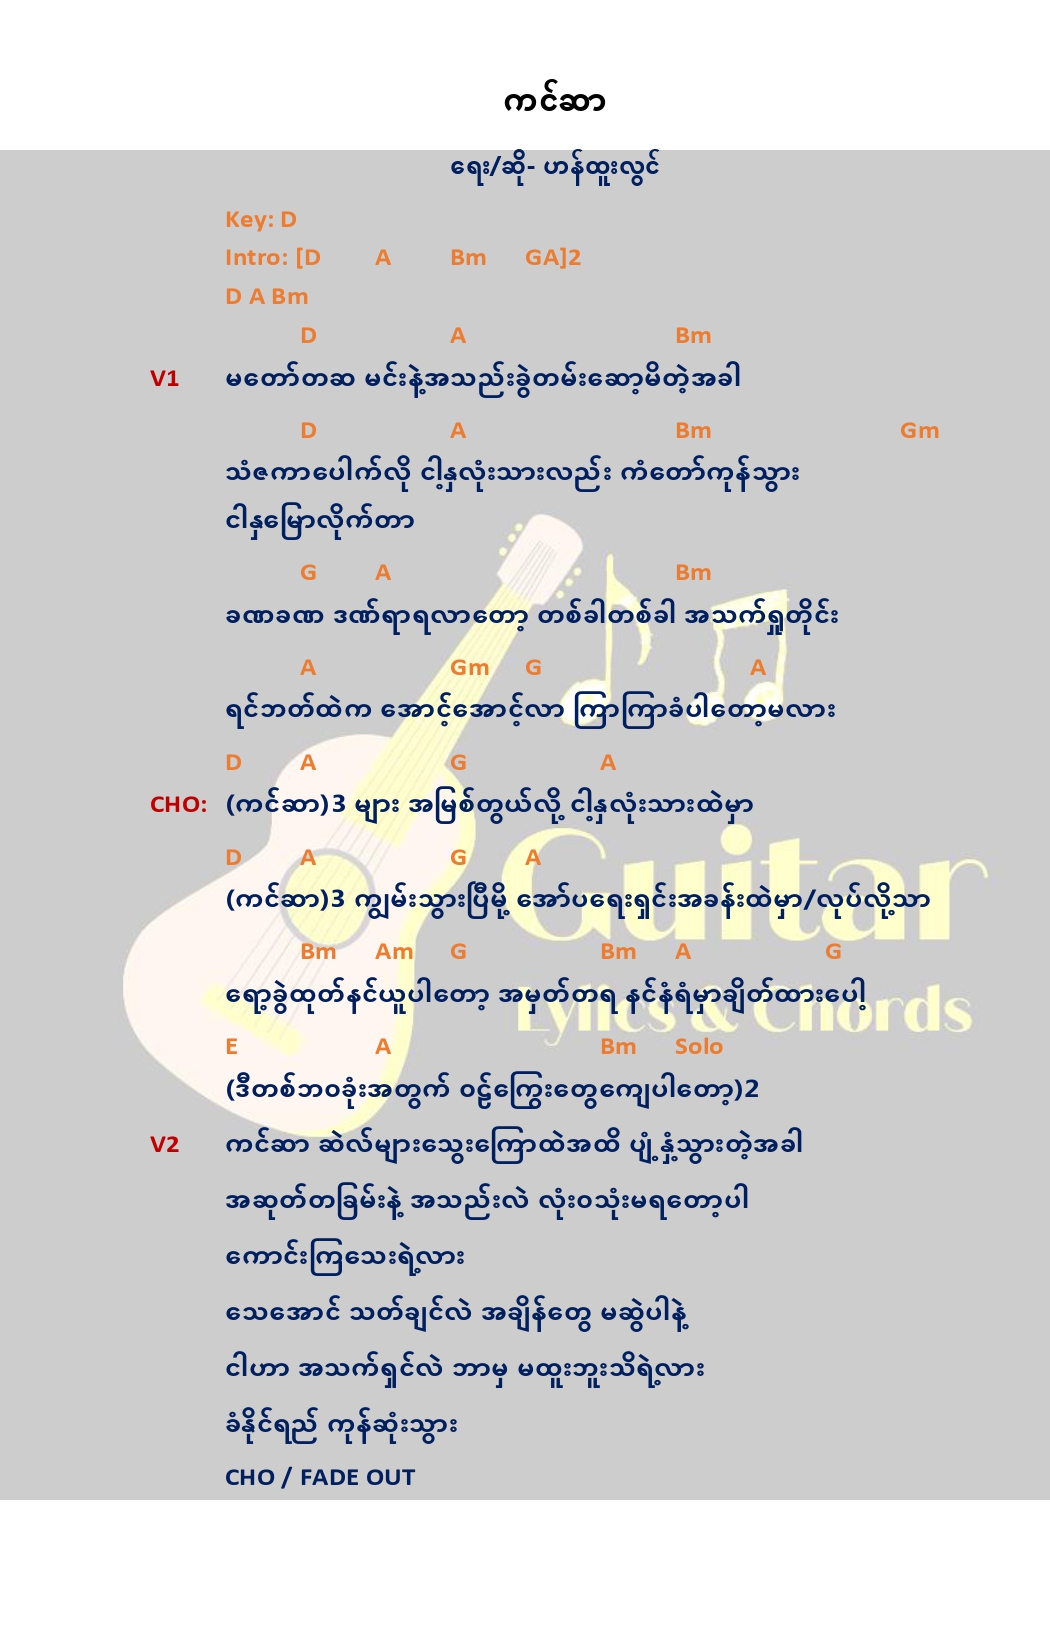 ကင်ဆာ
ရေး/ဆို- ဟန်ထူးလွင်
Key: D
Intro: [D A Bm GA]2
D A Bm
D A Bm
V1 မတော်တဆ မင်းနဲ့အသည်းခွဲတမ်းဆော့မိတဲ့အခါ
D A Bm Gm
သံဇကာပေါက်လို ငါ့နှလုံးသားလည်း ကံတော်ကုန်သွား
ငါနှမြောလိုက်တာ
G A Bm
ခဏခဏ ဒဏ်ရာရလာတော့ တစ်ခါတစ်ခါ အသက်ရှူတိုင်း
A Gm G A
ရင်ဘတ်ထဲက အောင့်အောင့်လာ ကြာကြာခံပါတော့မလား
D A G A
CHO: (ကင်ဆာ)3 များ အမြစ်တွယ်လို့ ငါ့နှလုံးသားထဲမှာ
D A G A
(ကင်ဆာ)3 ကျွမ်းသွားပြီမို့ အော်ပရေးရှင်းအခန်းထဲမှာ/လုပ်လို့သာ
Bm Am G Bm A G
ရော့ခွဲထုတ်နင်ယူပါတော့ အမှတ်တရ နင်နံရံမှာချိတ်ထားပေါ့
E A Bm Solo
(ဒီတစ်ဘဝခုံးအတွက် ဝဠ်ကြွေးတွေကျေပါတော့)2
V2 ကင်ဆာ ဆဲလ်များသွေးကြောထဲအထိ ပျံ့နှံ့သွားတဲ့အခါ
အဆုတ်တခြမ်းနဲ့ အသည်းလဲ လုံးဝသုံးမရတော့ပါ
ကောင်းကြသေးရဲ့လား
သေအောင် သတ်ချင်လဲ အချိန်တွေ မဆွဲပါနဲ့
ငါဟာ အသက်ရှင်လဲ ဘာမှ မထူးဘူးသိရဲ့လား
ခံနိုင်ရည် ကုန်ဆုံးသွား
CHO / FADE OUT
Guitar
Lyrics & Chords